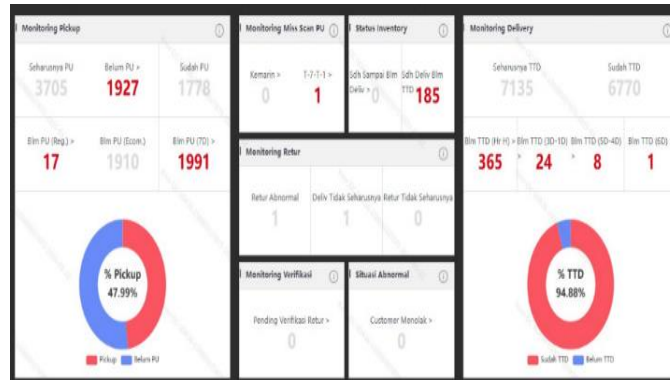 Monitoring Pickup
Seharusnya PU Belum PU > Sudah PU
3705 1927 1778
Blm PU (Reg.) > Blm PU (Ecom.) Blm PU (7D) >
17 1910 1991
% Pickup
47.99%
Pickup Belum PU
Monitoring Miss Scan PU
Kemarin > T-7-T-1 >
0 1
Status Inventory
Sdh Sampai Blm Sdh Deliv Blm
Deliv > 0 TTD 185
Monitoring Retur
Retur Abnormal Deliv Tidak Seharusnya Retur Tidak Seharusnya
1 1 0
Monitoring Verifikasi
Pending Verifikasi Retur >
0
Situasi Abnormal
Customer Menolak >
0
Monitoring Delivery
Seharusnya TTD Sudah TTD
7135 6770
Blm TTD (Hr H) > Blm TTD (3D-1D) Blm TTD (5D-4D) Blm TTD (6D)
365 > 24 > 8 1
% TTD
94.88%
Sudah TTD Belum TTD